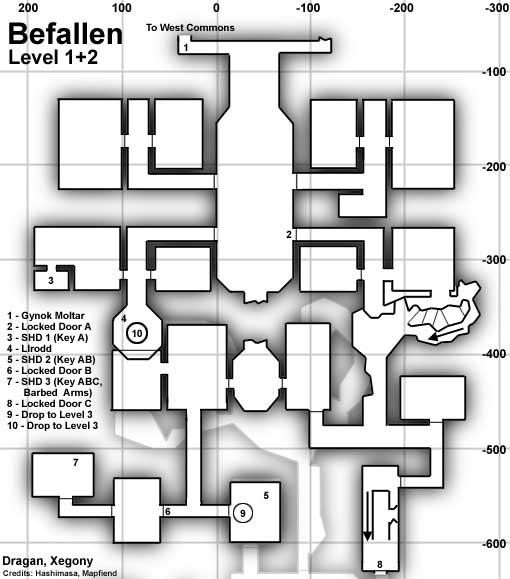 200 100 0 -100 -200 -300
To West Commons
Befallen
Level 1+2
1
-100
-200
2
-300
3
1 - Gynok Moltar
2 - Locked Door A
3 - SHD 1 (Key A)
4 - Llrodd
5 - SHD 2 (Key AB)
6 - Locked Door B
7 - SHD 3 (Key ABC,
Barbed Arms)
8 - Locked Door C
9 - Drop to Level 3
10 - Drop to Level 3
4
10
-400
-500
7
5
6
9
-600
8
Dragan, Xegony
Credits: Hashimasa, Mapfiend